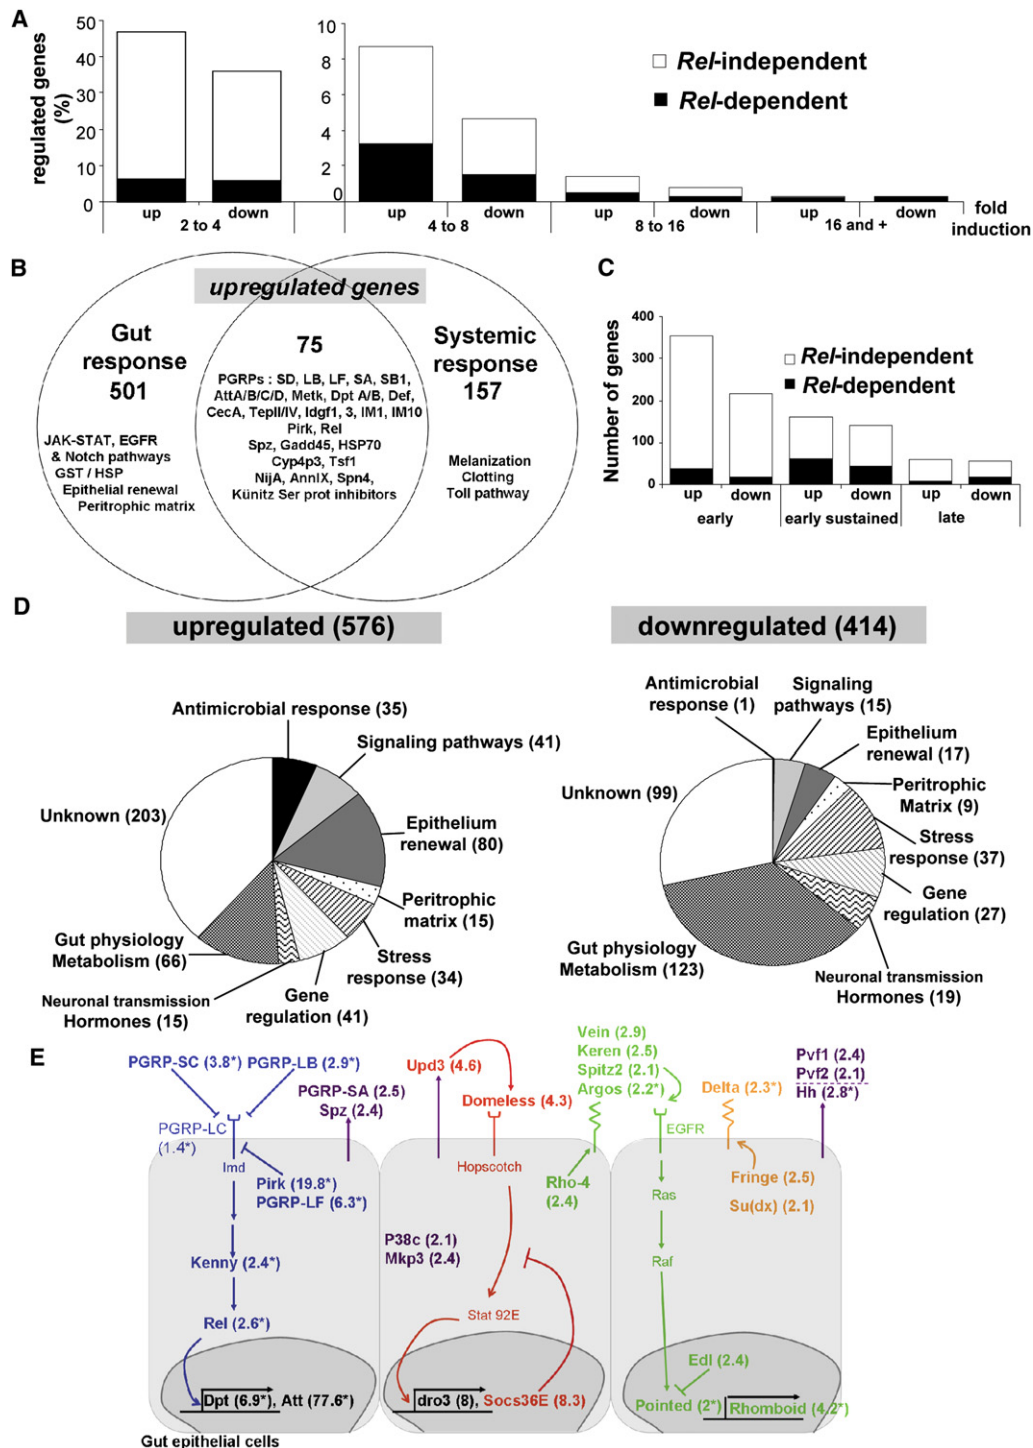 A
regulated genes
(%)
50
40
30
20
10
0
10
8
6
4
2
0
Rel-independent
Rel-dependent
up down up down up down up down
2 to 4 4 to 8 8 to 16 16 and +
fold
induction
B
upregulated genes
Gut
response
501
JAK-STAT, EGFR
& Notch pathways
GST / HSP
Epithelial renewal
Peritrophic matrix
75
PGRPs : SD, LB, LF, SA, SB1,
AttA/B/C/D, Metk, Dpt A/B, Def,
CecA, TepII/IV, Idgf1, 3, IM1, IM10
Pirk, Rel
Spz, Gadd45, HSP70
Cyp4p3, Tsf1
NijA, AnnIX, Spn4,
Künitz Ser prot inhibitors
Systemic
response
157
Melanization
Clotting
Toll pathway
C
Number of genes
400
300
200
100
0
Rel-independent
Rel-dependent
up down up down up down
early early sustained late
D
upregulated (576)
Antimicrobial response (35)
Signaling pathways (41)
Epithelium
renewal (80)
Peritrophic
matrix (15)
Stress
response (34)
Gene
regulation (41)
Neuronal transmission
Hormones (15)
Gut physiology
Metabolism (66)
Unknown (203)
downregulated (414)
Antimicrobial
response (1)
Signaling
pathways (15)
Epithelium
renewal (17)
Peritrophic
Matrix (9)
Stress
response (37)
Gene
regulation (27)
Neuronal transmission
Hormones (19)
Gut physiology
Metabolism (123)
Unknown (99)
E
PGRP-SC (3.8*) PGRP-LB (2.9*)
PGRP-LC
(1.4*)
Imd
Pirk (19.8*)
PGRP-LF (6.3*)
Kenny (2.4*)
Rel (2.6*)
Dpt (6.9*), Att (77.6*)
PGRP-SA (2.5)
Spz (2.4)
Upd3 (4.6)
Domeless (4.3)
Hopscotch
P38c (2.1)
Mkp3 (2.4)
Stat 92E
dro3 (8), Socs36E (8.3)
Vein (2.9)
Keren (2.5)
Spitz2 (2.1)
Argos (2.2*)
Rho-4
(2.4)
EGFR
Ras
Raf
Edl (2.4)
Pointed (2*)
Rhomboid (4.2*)
Delta (2.3*)
Fringe (2.5)
Su(dx) (2.1)
Pvf1 (2.4)
Pvf2 (2.1)
Hh (2.8*)
Gut epithelial cells